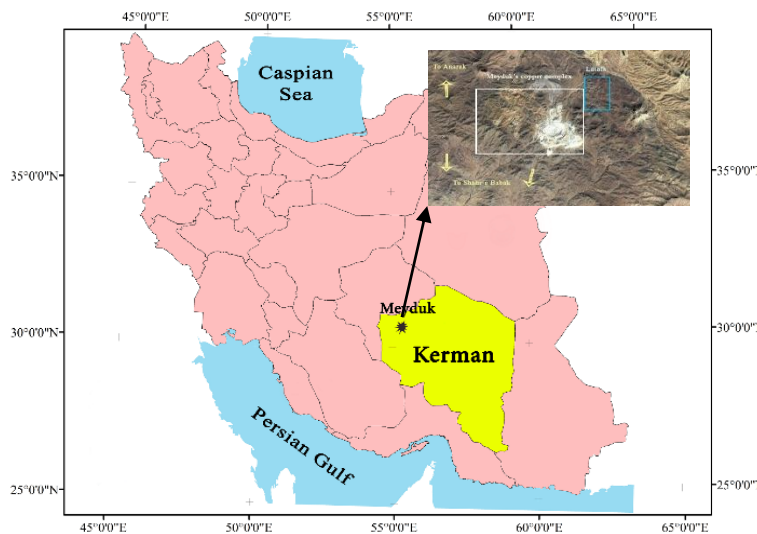 45°0'0"E
50°0'0"E
55°0'0"E
60°0'0"E
65°0'0"E
Caspian
Sea
To Anarak
Meyduk's copper complex
To Shahr-e Babak
35°0'0"N
35°0'0"N
Meyduk
30°0'0"N
30°0'0"N
Kerman
Persian Gulf
25°0'0"N
25°0'0"N
45°0'0"E
50°0'0"E
55°0'0"E
60°0'0"E
65°0'0"E